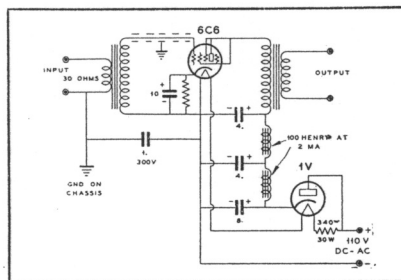 6C6
INPUT
30 OHMS
OUTPUT
10
4.
100 HENRY AT
2 MA
1.
300V
4.
1V
GND ON
CHASSIS
8.
340
30W
110 V
DC-AC